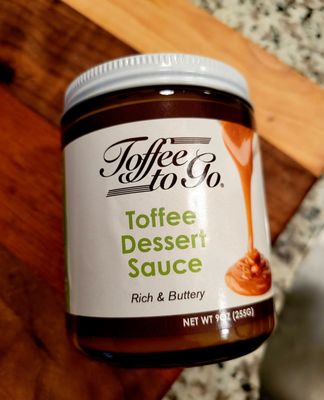 Toffee
to Go®
Toffee
Dessert
Sauce
Rich & Buttery
NET WT 9OZ (255G)